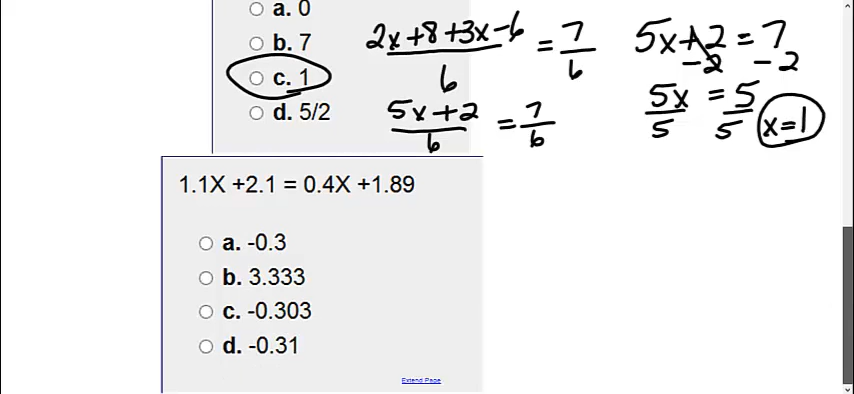 a. 0
b. 7
c. 1
d. 5/2
2x+8+3x-6 / 6 = 7/6
5x+2 / 6 = 7/6
5x+2=7
-2 -2
5x/5 = 5/5
x=1
1.1X +2.1 = 0.4X +1.89
a. -0.3
b. 3.333
c. -0.303
d. -0.31
Extend Page